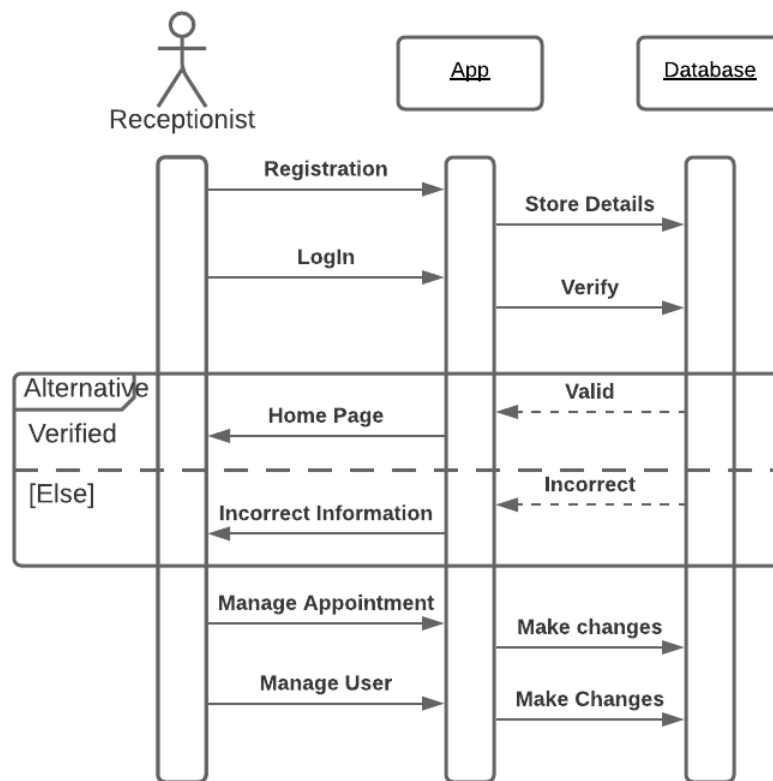 App
Database
Receptionist
Registration
Store Details
LogIn
Verify
Alternative
Valid
Home Page
Verified
Incorrect
[Else]
Incorrect Information
Manage Appointment
Make changes
Manage User
Make Changes